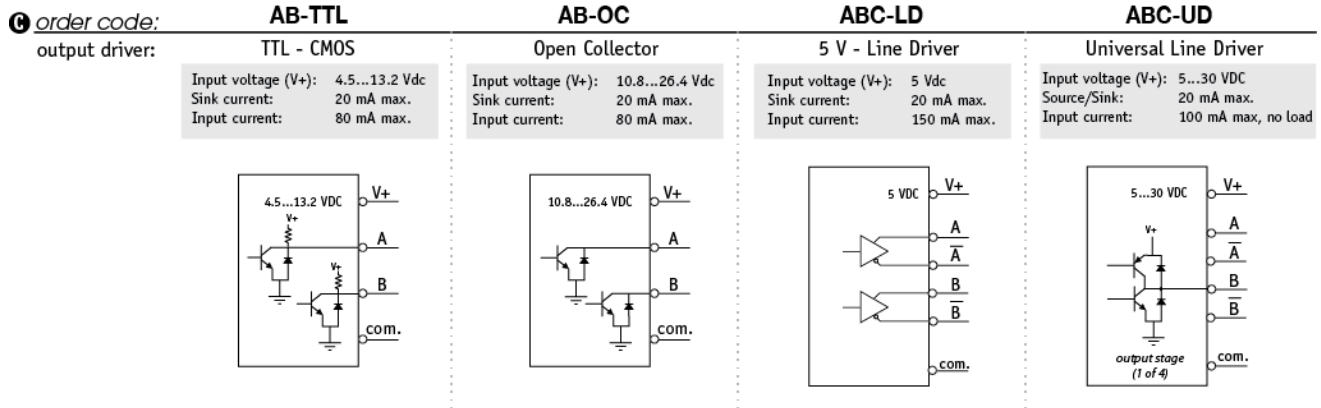 C order code:
output driver:
AB-TTL
TTL - CMOS
Input voltage (V+): 4.5...13.2 Vdc
Sink current: 20 mA max.
Input current: 80 mA max.
4.5...13.2 VDC
V+
V+
A
V+
B
com.
AB-OC
Open Collector
Input voltage (V+): 10.8...26.4 Vdc
Sink current: 20 mA max.
Input current: 80 mA max.
10.8...26.4 VDC
V+
A
B
com.
ABC-LD
5 V - Line Driver
Input voltage (V+): 5 Vdc
Sink current: 20 mA max.
Input current: 150 mA max.
5 VDC
V+
A
A̅
B
B̅
com.
ABC-UD
Universal Line Driver
Input voltage (V+): 5...30 VDC
Source/Sink: 20 mA max.
Input current: 100 mA max, no load
5...30 VDC
V+
V+
A
A̅
B
B̅
output stage
(1 of 4)
com.